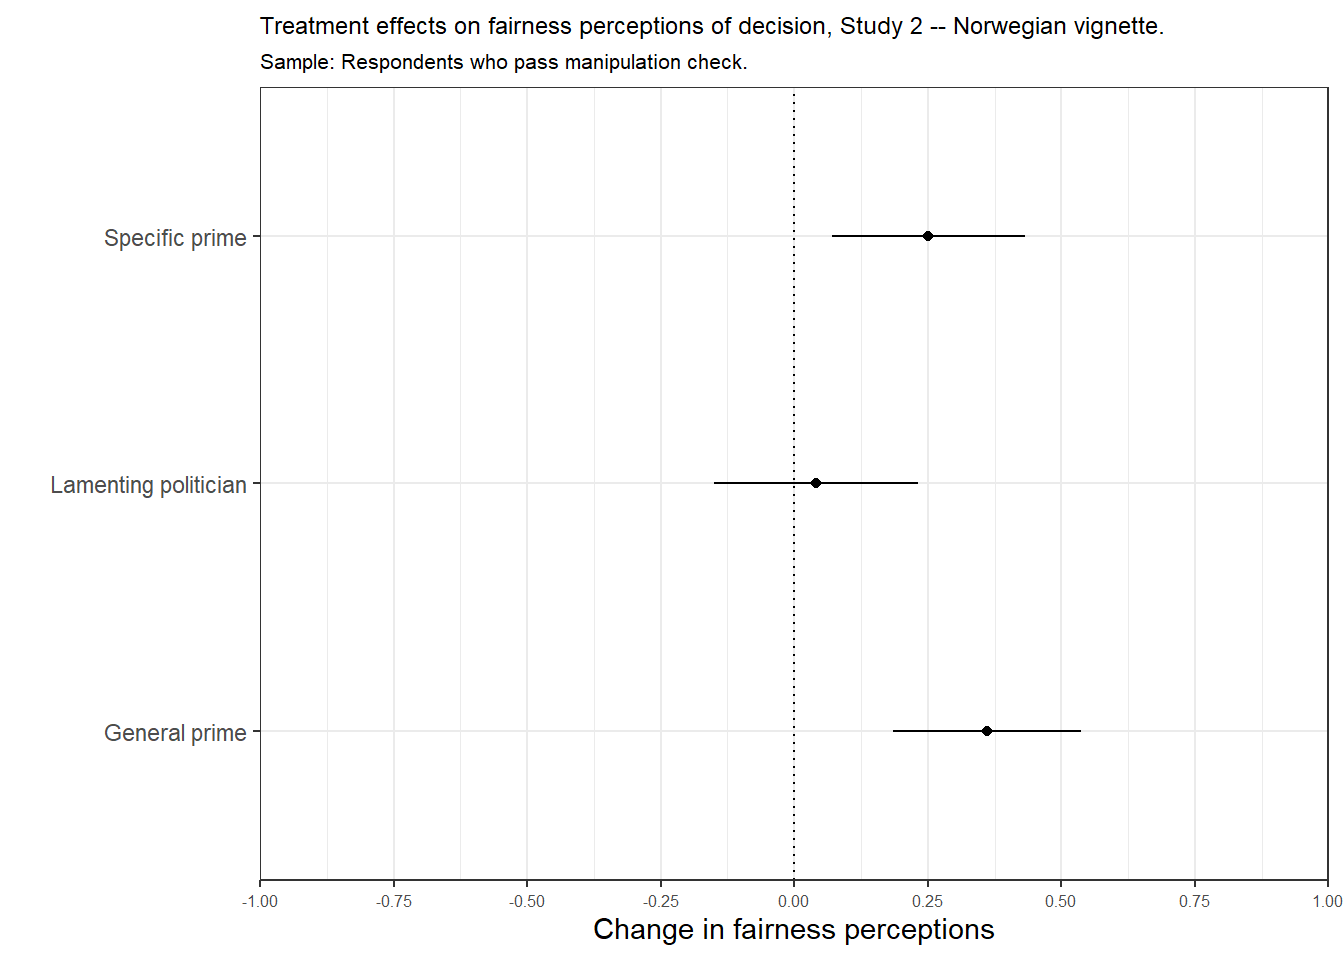 Treatment effects on fairness perceptions of decision, Study 2 -- Norwegian vignette.
Sample: Respondents who pass manipulation check.
Specific prime
Lamenting politician
General prime
-1.00 -0.75 -0.50 -0.25 0.00 0.25 0.50 0.75 1.00
Change in fairness perceptions